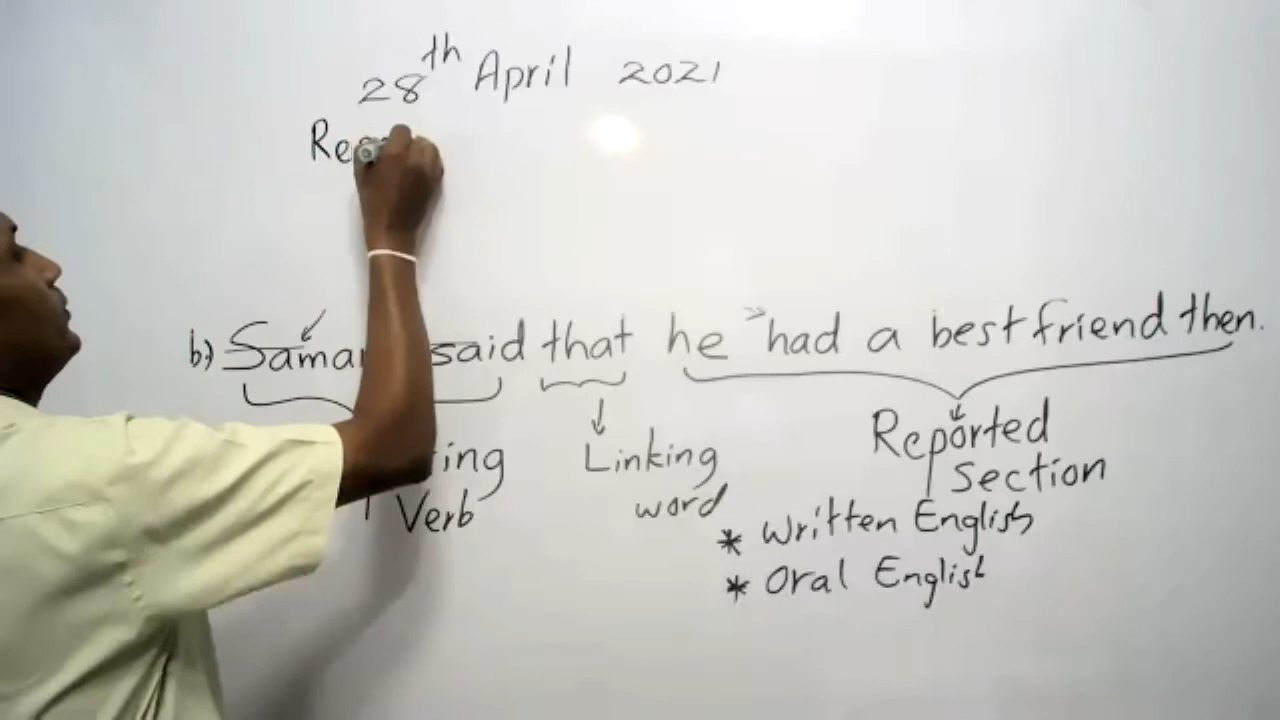 28th April 2021
b) said that he had a best friend then.
Linking word
Verb
Reported Section
* Written English
* Oral English